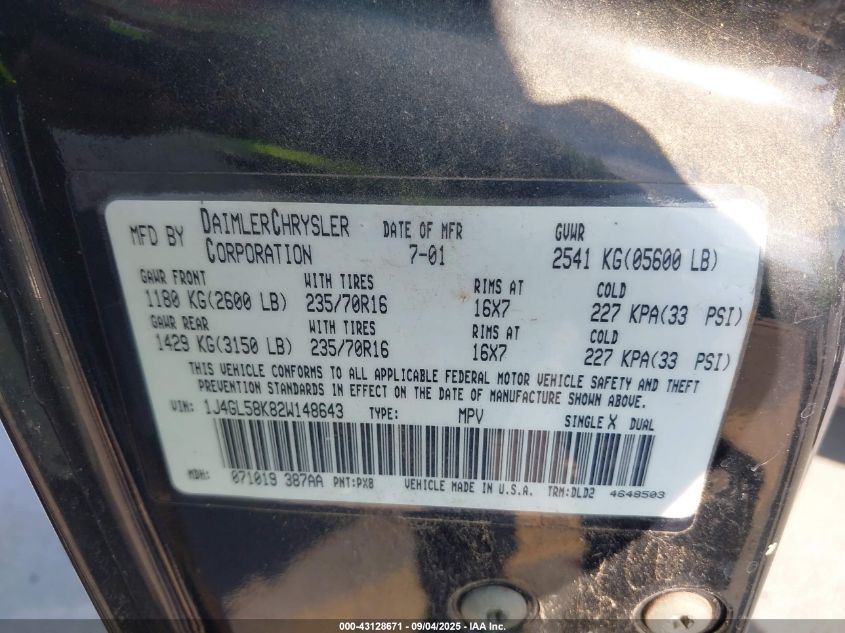 MFD BY DAIMLERCHRYSLER CORPORATION DATE OF MFR 7-01 GVWR 2541 KG(05600 LB)
GAWR FRONT WITH TIRES RIMS AT COLD
1180 KG(2600 LB) 235/70R16 16X7 227 KPA(33 PSI)
GAWR REAR WITH TIRES RIMS AT COLD
1429 KG(3150 LB) 235/70R16 16X7 227 KPA(33 PSI)
THIS VEHICLE CONFORMS TO ALL APPLICABLE FEDERAL MOTOR VEHICLE SAFETY AND THEFT
PREVENTION STANDARDS IN EFFECT ON THE DATE OF MANUFACTURE SHOWN ABOVE.
VIN: 1J4GL58K82W148643 TYPE: MPV SINGLE X DUAL
MDH: 071019 387AA PNT:PX8 VEHICLE MADE IN U.S.A. TRM:DLD2 4648503
000-43128671 - 09/04/2025 - IAA Inc.